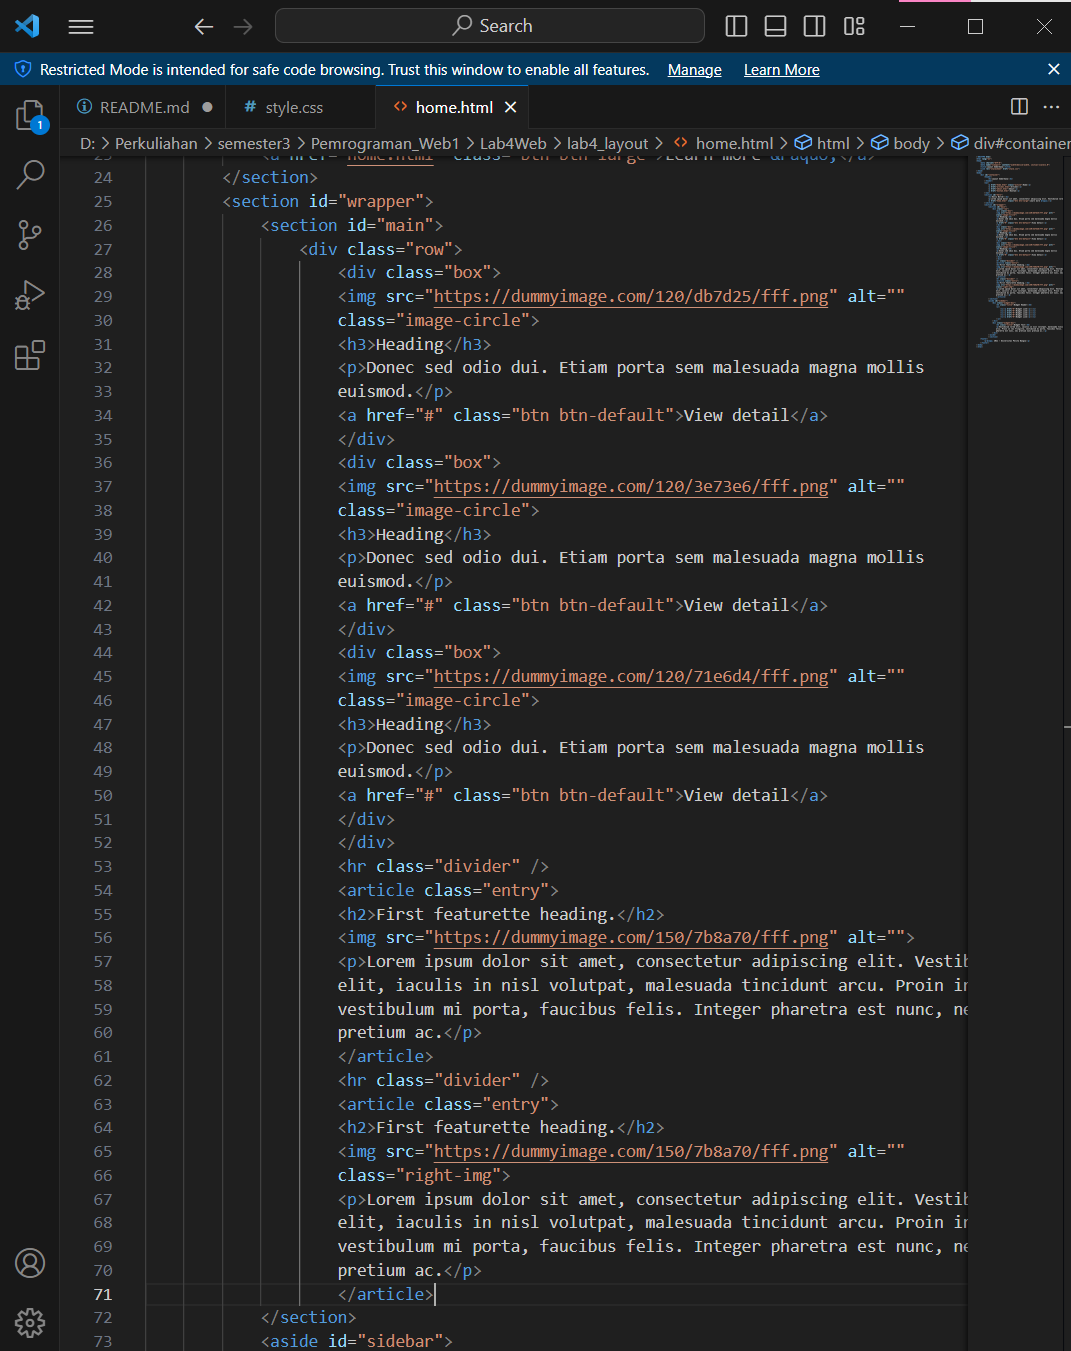 Search
Restricted Mode is intended for safe code browsing. Trust this window to enable all features. Manage Learn More
1
README.md
# style.css
<> home.html
D: > Perkuliahan > semester3 > Pemrograman_Web1 > Lab4Web > lab4_layout > <> home.html > html > body > div#container
23 <a href="home.html" class="btn btn-large">Learn more &raquo;</a>
24 </section>
25 <section id="wrapper">
26 <section id="main">
27 <div class="row">
28 <div class="box">
29 <img src="https://dummyimage.com/120/db7d25/fff.png" alt=""
30 class="image-circle">
31 <h3>Heading</h3>
32 <p>Donec sed odio dui. Etiam porta sem malesuada magna mollis
33 euismod.</p>
34 <a href="#" class="btn btn-default">View detail</a>
35 </div>
36 <div class="box">
37 <img src="https://dummyimage.com/120/3e73e6/fff.png" alt=""
38 class="image-circle">
39 <h3>Heading</h3>
40 <p>Donec sed odio dui. Etiam porta sem malesuada magna mollis
41 euismod.</p>
42 <a href="#" class="btn btn-default">View detail</a>
43 </div>
44 <div class="box">
45 <img src="https://dummyimage.com/120/71e6d4/fff.png" alt=""
46 class="image-circle">
47 <h3>Heading</h3>
48 <p>Donec sed odio dui. Etiam porta sem malesuada magna mollis
49 euismod.</p>
50 <a href="#" class="btn btn-default">View detail</a>
51 </div>
52 </div>
53 <hr class="divider" />
54 <article class="entry">
55 <h2>First featurette heading.</h2>
56 <img src="https://dummyimage.com/150/7b8a70/fff.png" alt="">
57 <p>Lorem ipsum dolor sit amet, consectetur adipiscing elit. Vestib
58 elit, iaculis in nisl volutpat, malesuada tincidunt arcu. Proin in
59 vestibulum mi porta, faucibus felis. Integer pharetra est nunc, ne
60 pretium ac.</p>
61 </article>
62 <hr class="divider" />
63 <article class="entry">
64 <h2>First featurette heading.</h2>
65 <img src="https://dummyimage.com/150/7b8a70/fff.png" alt=""
66 class="right-img">
67 <p>Lorem ipsum dolor sit amet, consectetur adipiscing elit. Vestib
68 elit, iaculis in nisl volutpat, malesuada tincidunt arcu. Proin in
69 vestibulum mi porta, faucibus felis. Integer pharetra est nunc, ne
70 pretium ac.</p>
71 </article>
72 </section>
73 <aside id="sidebar">